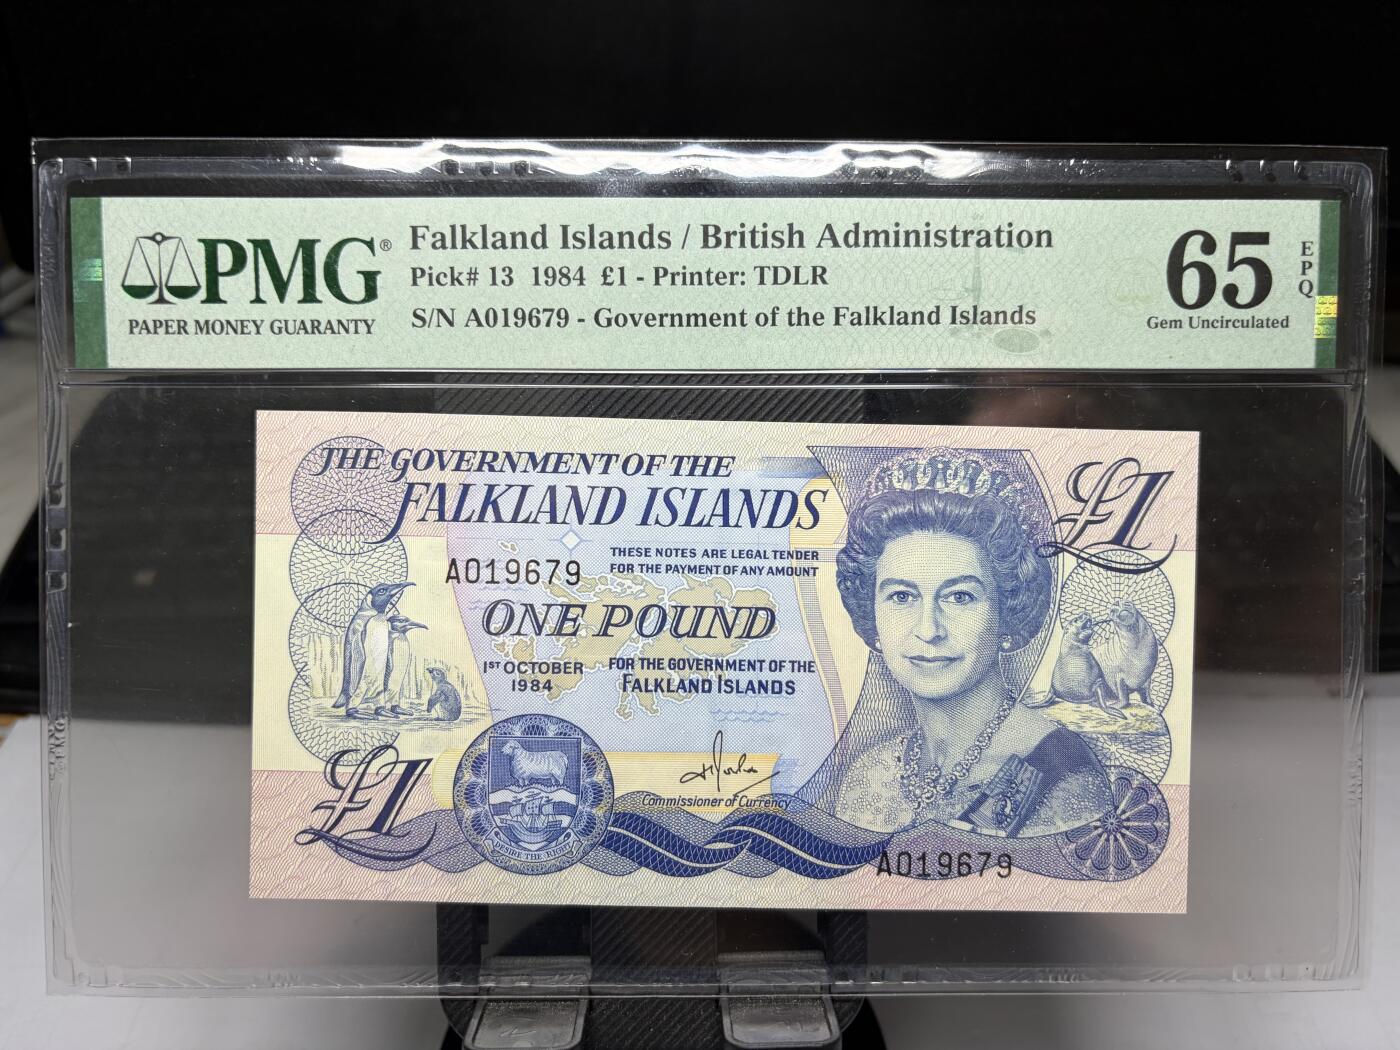 PMG®
PAPER MONEY GUARANTY
Falkland Islands / British Administration
Pick# 13 1984 £1 - Printer: TDLR
S/N A019679 - Government of the Falkland Islands
65
EPQ
Gem Uncirculated
THE GOVERNMENT OF THE
FALKLAND ISLANDS
£1
A019679
THESE NOTES ARE LEGAL TENDER
FOR THE PAYMENT OF ANY AMOUNT
ONE POUND
1ST OCTOBER
1984
FOR THE GOVERNMENT OF THE
FALKLAND ISLANDS
£1
DESIRE THE RIGHT
Commissioner of Currency
A019679